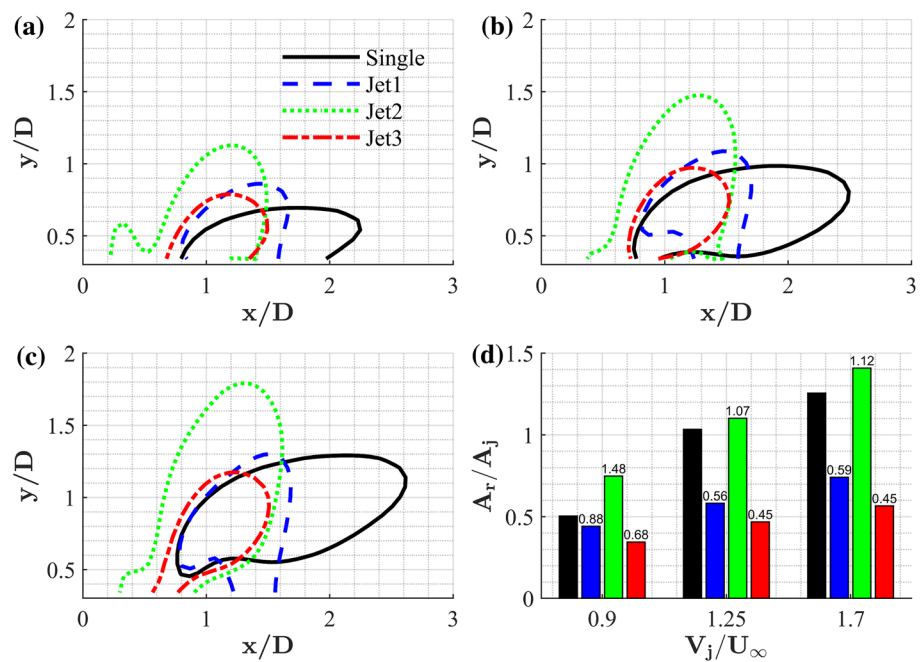 (a)
2
1.5
1
0.5
0
1
2
3
y/D
x/D
Single
Jet1
Jet2
Jet3
(b)
2
1.5
1
0.5
0
1
2
3
y/D
x/D
(c)
2
1.5
1
0.5
0
1
2
3
y/D
x/D
(d)
1.5
1
0.5
0
A_r/A_j
0.88
1.48
0.68
0.56
1.07
0.45
0.59
1.12
0.45
0.9
1.25
1.7
V_j/U_∞